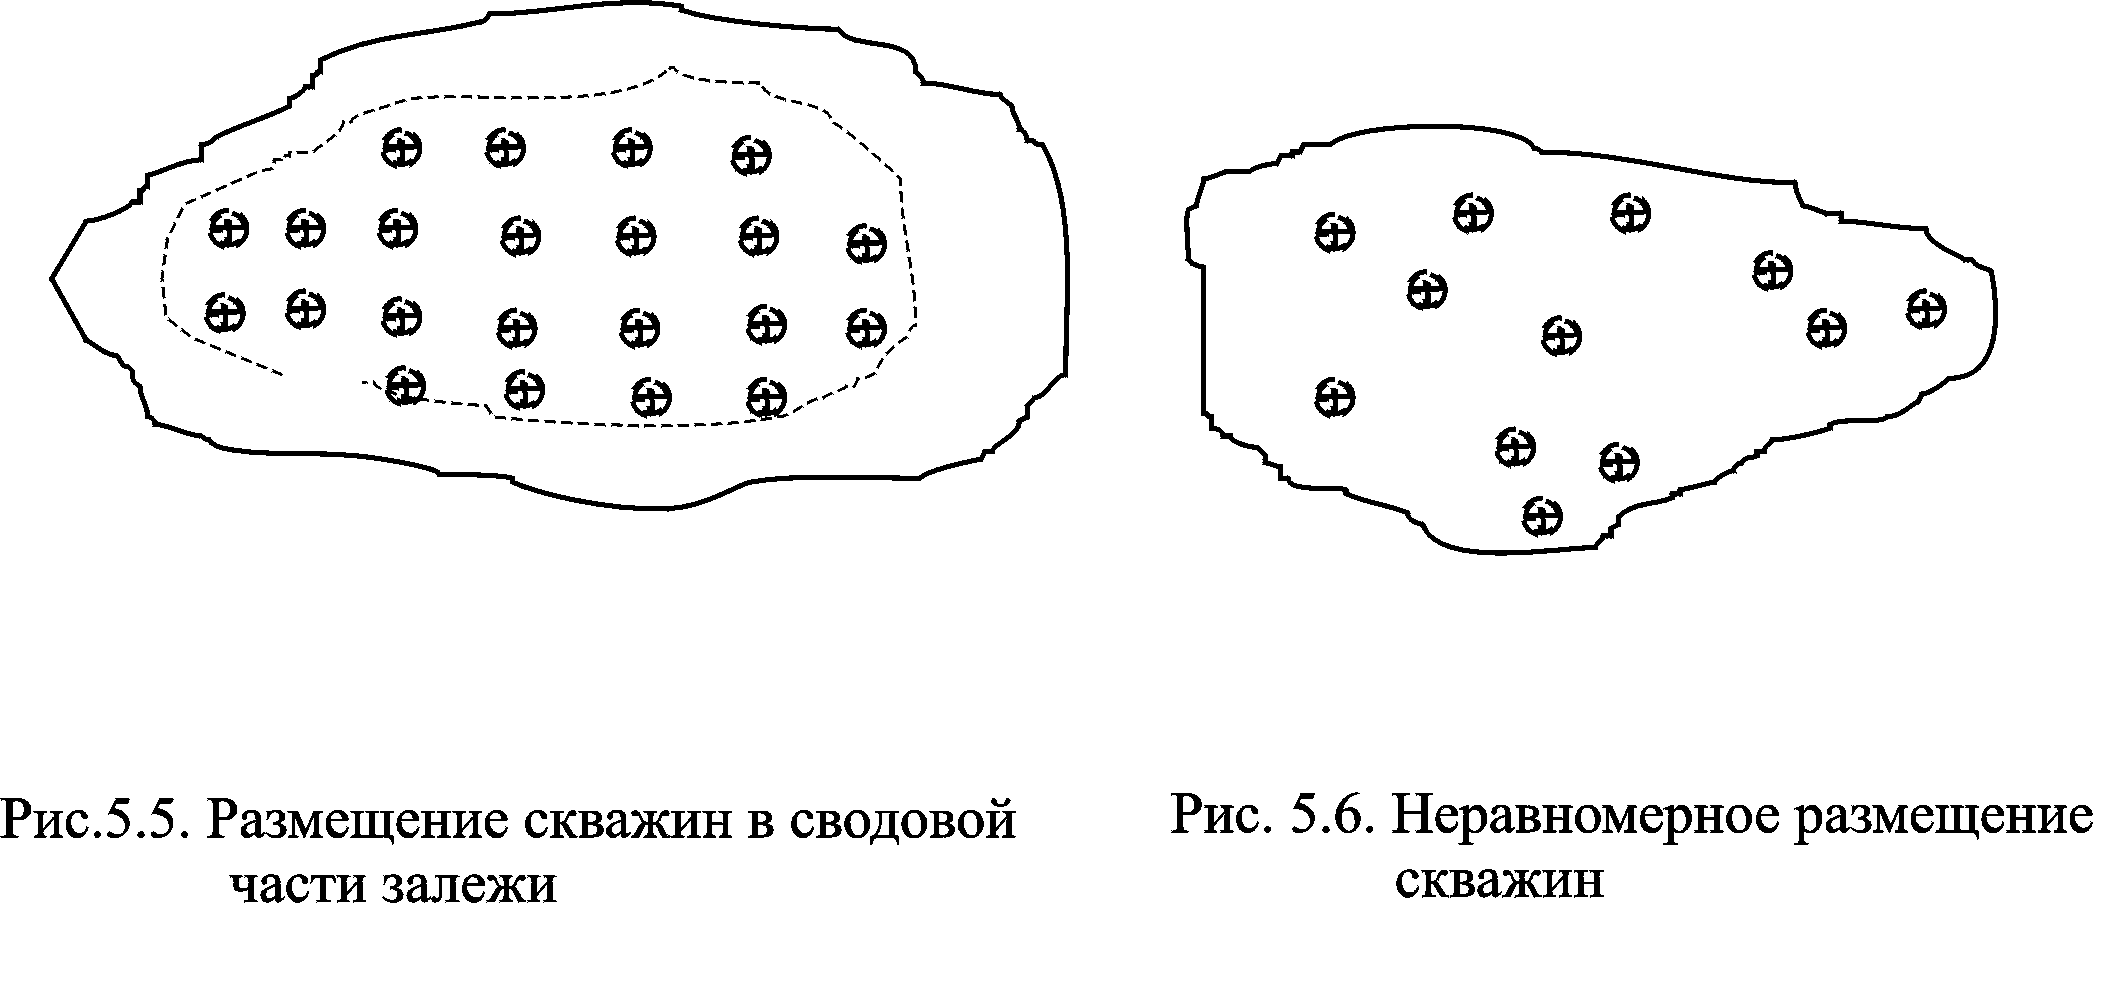 Рис.5.5. Размещение скважин в сводовой
части залежи
Рис. 5.6. Неравномерное размещение
скважин